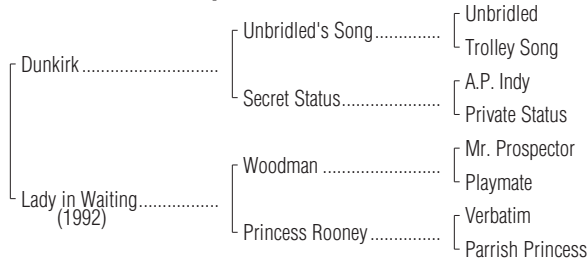 Unbridled
Unbridled's Song..............
Trolley Song
Dunkirk............................
A.P. Indy
Secret Status.....................
Private Status
Mr. Prospector
Woodman ........................
Playmate
Lady in Waiting................
(1992)
Verbatim
Princess Rooney..............
Parrish Princess